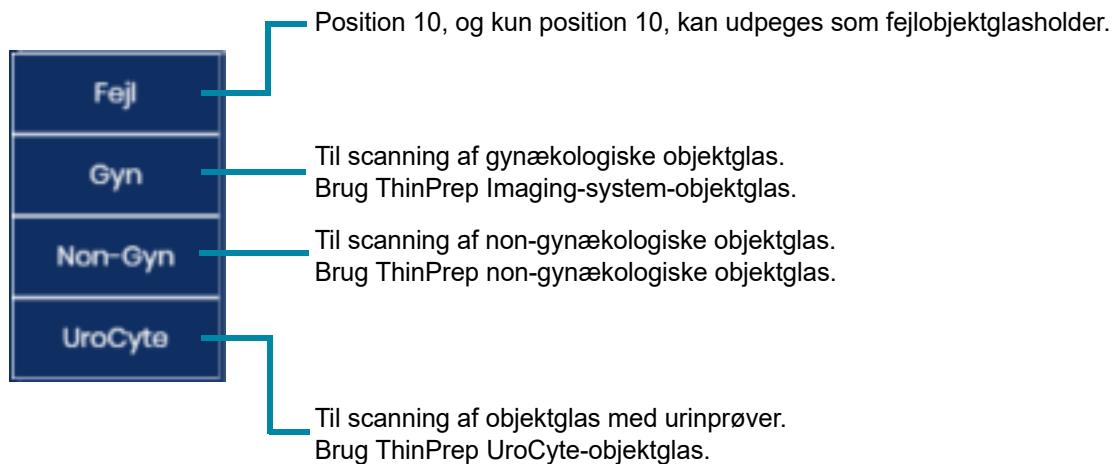 Position 10, og kun position 10, kan udpeges som fejlobjektglasholder.
Fejl
Gyn
Til scanning af gynækologiske objektglas.
Brug ThinPrep Imaging-system-objektglas.
Non-Gyn
Til scanning af non-gynækologiske objektglas.
Brug ThinPrep non-gynækologiske objektglas.
UroCyte
Til scanning af objektglas med urinprøver.
Brug ThinPrep UroCyte-objektglas.